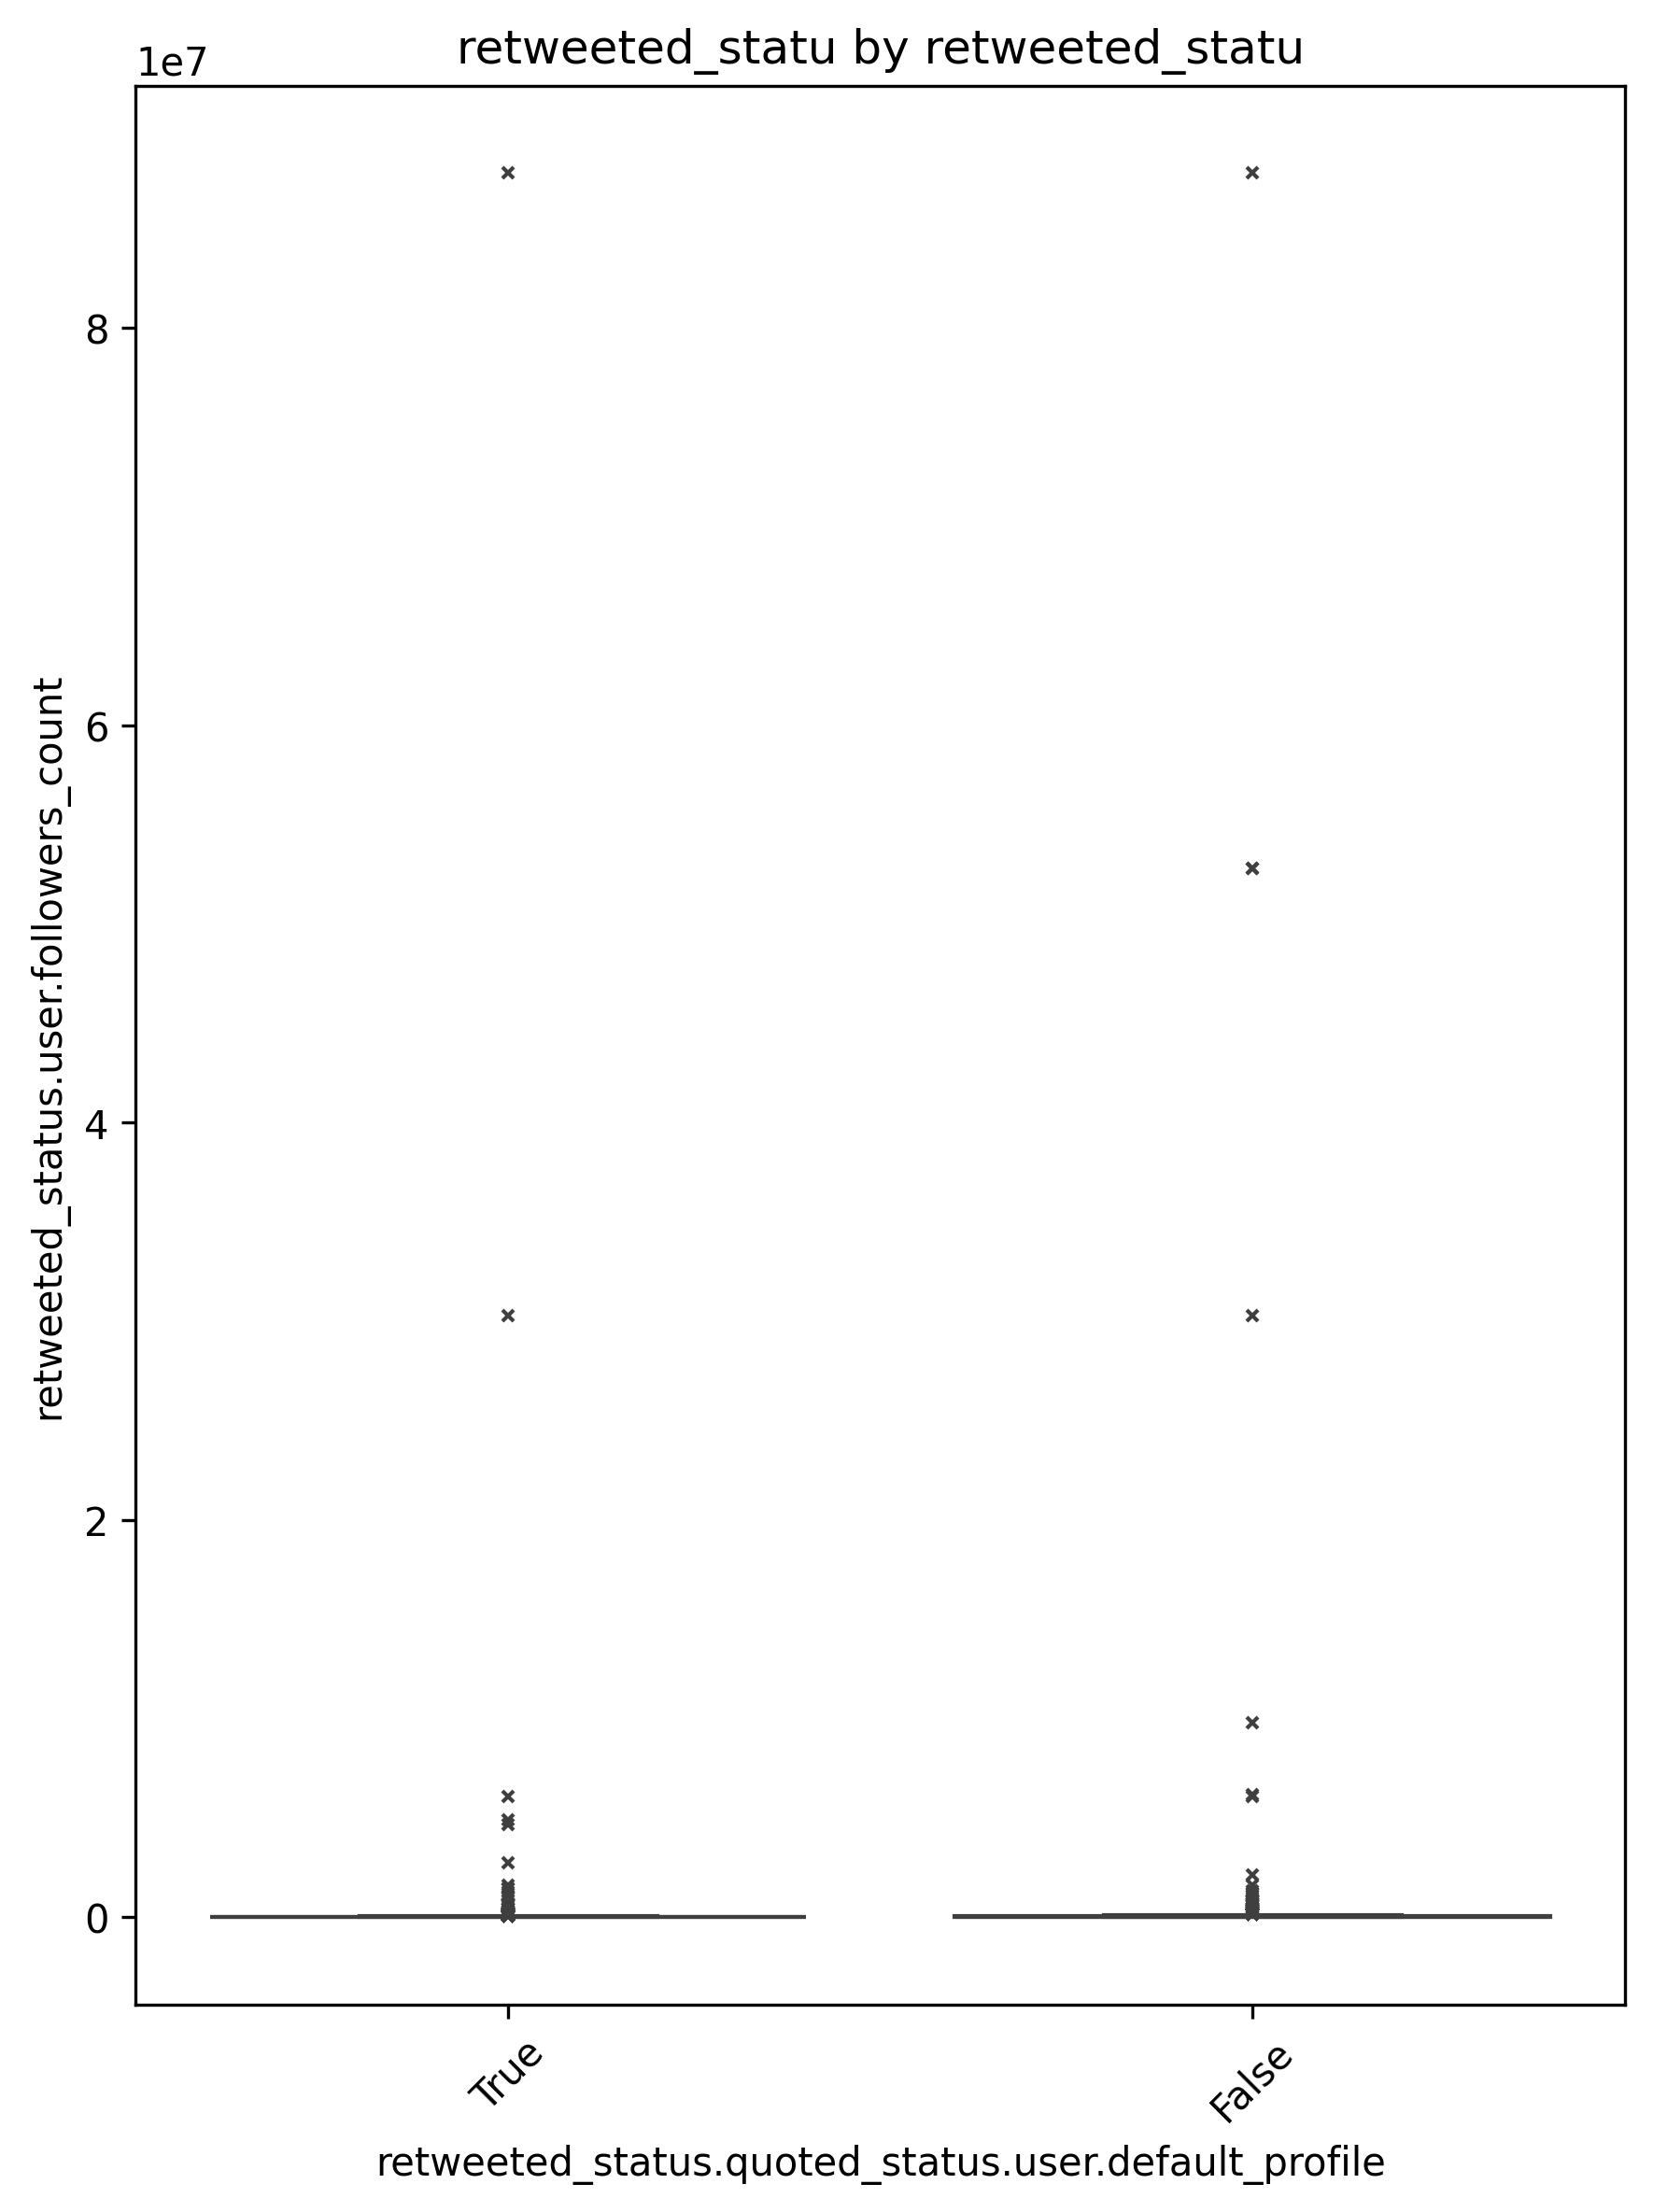 retweeted_statu by retweeted_statu
1e7
8
6
4
2
0
retweeted_status.user.followers_count
True
False
retweeted_status.quoted_status.user.default_profile